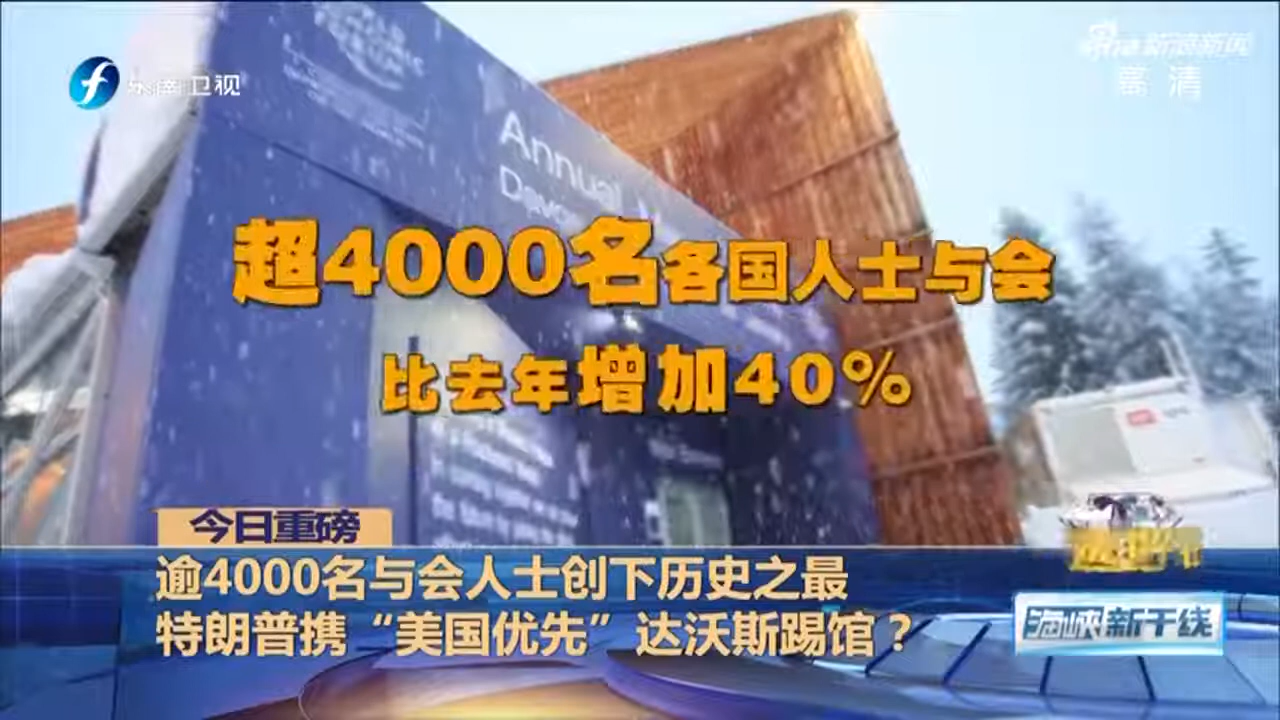 东南卫视
新浪新闻
高清
Annual
超4000名各国人士与会
比去年增加40%
今日重磅
逾4000名与会人士创下历史之最
特朗普携“美国优先”达沃斯踢馆？
海峡新干线